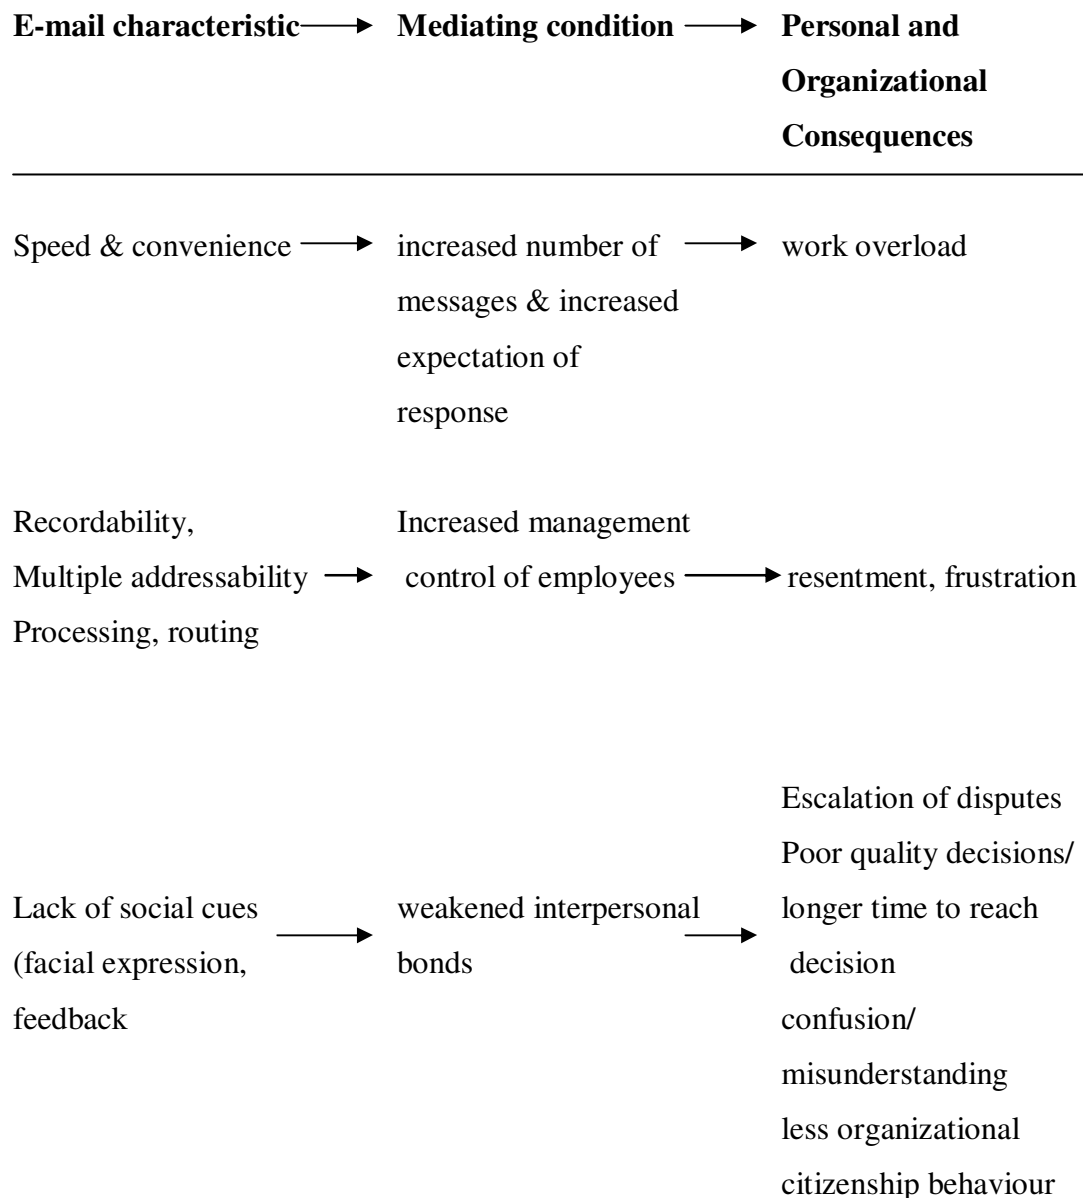 E-mail characteristic Mediating condition Personal and
Organizational
Consequences
Speed & convenience increased number of work overload
messages & increased
expectation of
response
Recordability, Increased management
Multiple addressability control of employees resentment, frustration
Processing, routing
Escalation of disputes
Poor quality decisions/
Lack of social cues weakened interpersonal longer time to reach
(facial expression, bonds decision
feedback confusion/
misunderstanding
less organizational
citizenship behaviour